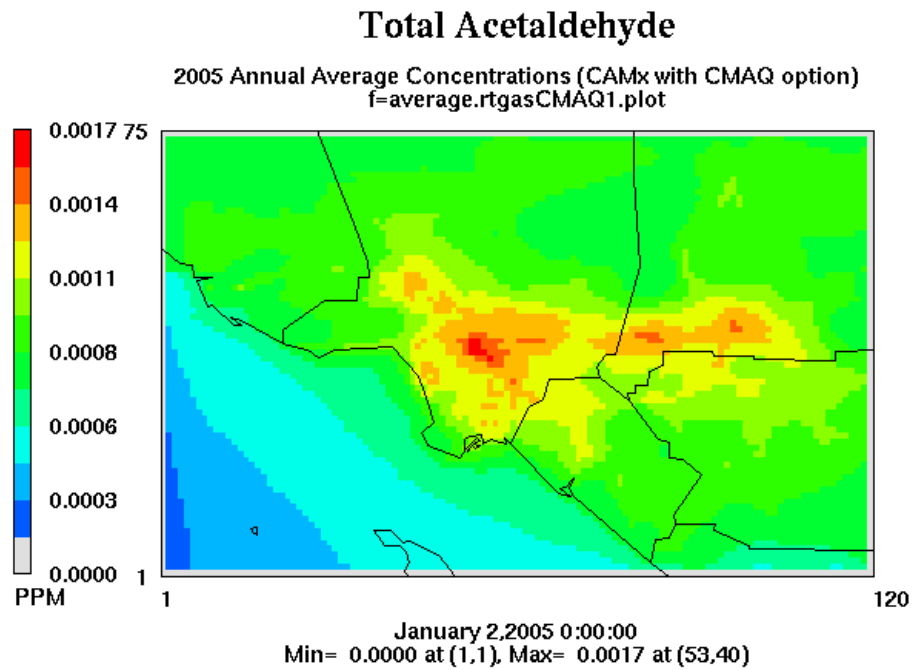 Total Acetaldehyde
2005 Annual Average Concentrations (CAMx with CMAQ option)
f=average.rtgasCMAQ1.plot
0.0017
0.0014
0.0011
0.0008
0.0006
0.0003
0.0000
PPM
75
1
1
120
January 2,2005 0:00:00
Min= 0.0000 at (1,1), Max= 0.0017 at (53,40)